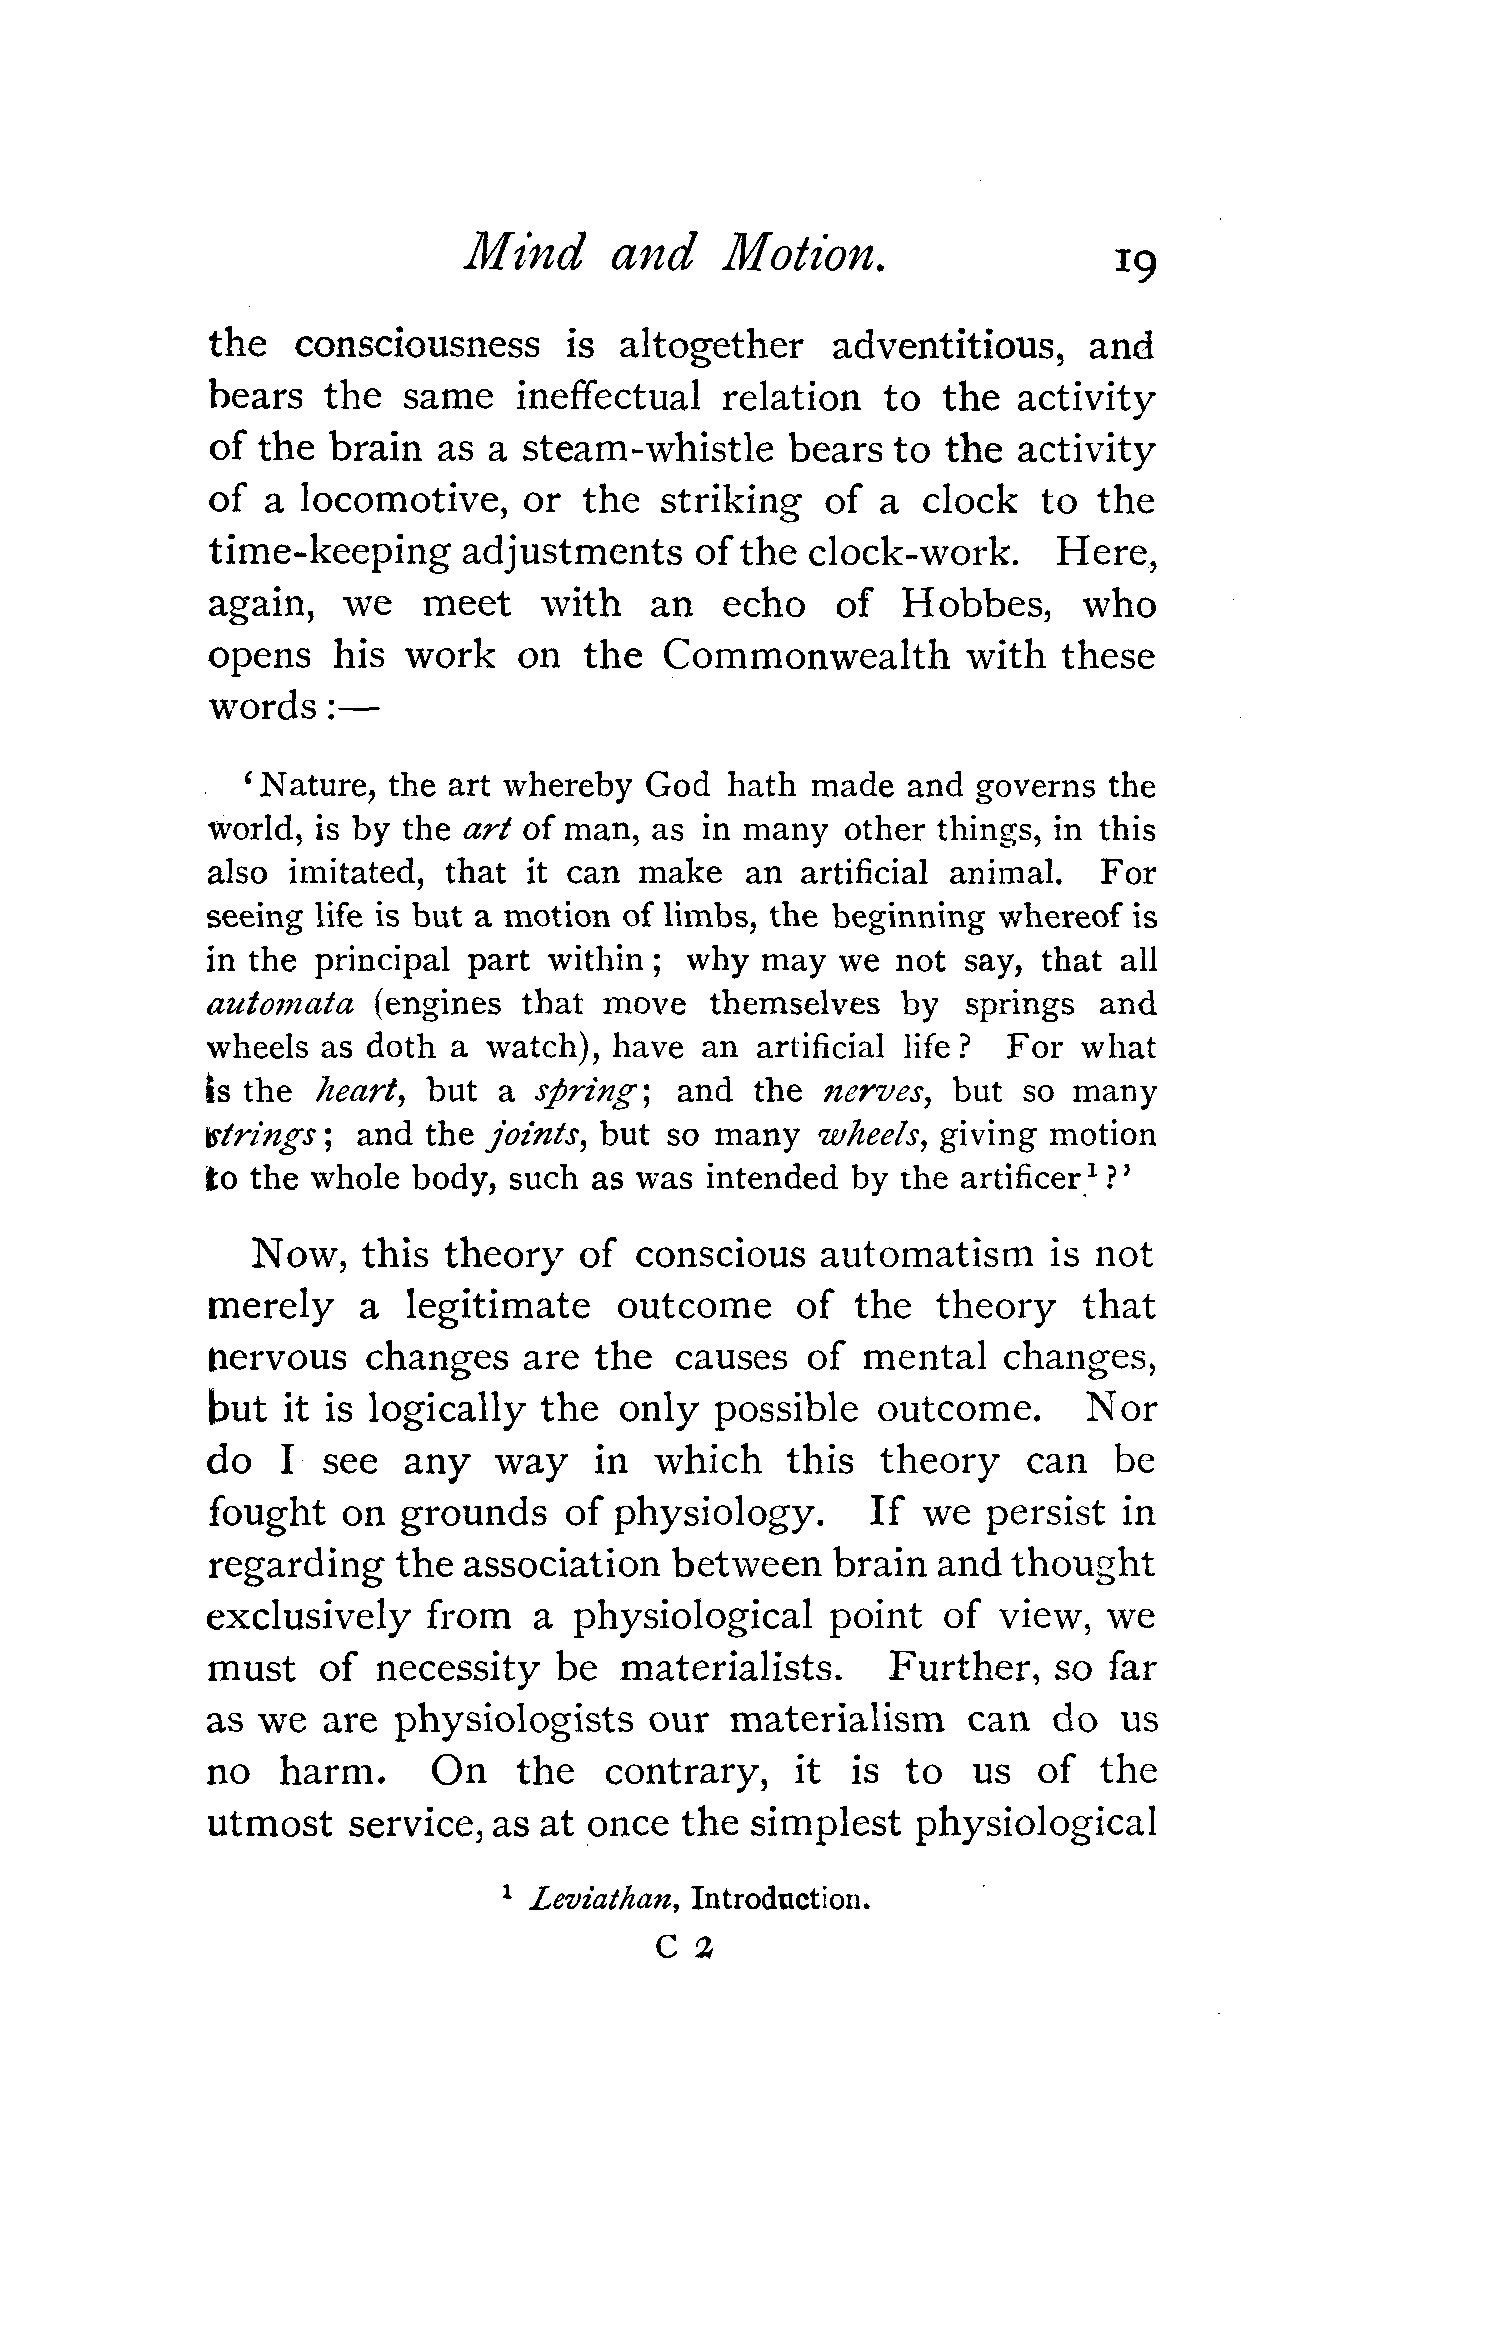 Mind and Motion. 19
the consciousness is altogether adventitious, and
bears the same ineffectual relation to the activity
of the brain as a steam-whistle bears to the activity
of a locomotive, or the striking of a clock to the
time-keeping adjustments of the clock-work. Here,
again, we meet with an echo of Hobbes, who
opens his work on the Commonwealth with these
words :—
‘Nature, the art whereby God hath made and governs the
world, is by the art of man, as in many other things, in this
also imitated, that it can make an artificial animal. For
seeing life is but a motion of limbs, the beginning whereof is
in the principal part within; why may we not say, that all
automata (engines that move themselves by springs and
wheels as doth a watch), have an artificial life? For what
is the heart, but a spring; and the nerves, but so many
strings; and the joints, but so many wheels, giving motion
to the whole body, such as was intended by the artificer¹?’
Now, this theory of conscious automatism is not
merely a legitimate outcome of the theory that
nervous changes are the causes of mental changes,
but it is logically the only possible outcome. Nor
do I see any way in which this theory can be
fought on grounds of physiology. If we persist in
regarding the association between brain and thought
exclusively from a physiological point of view, we
must of necessity be materialists. Further, so far
as we are physiologists our materialism can do us
no harm. On the contrary, it is to us of the
utmost service, as at once the simplest physiological
¹ Leviathan, Introduction.
C 2